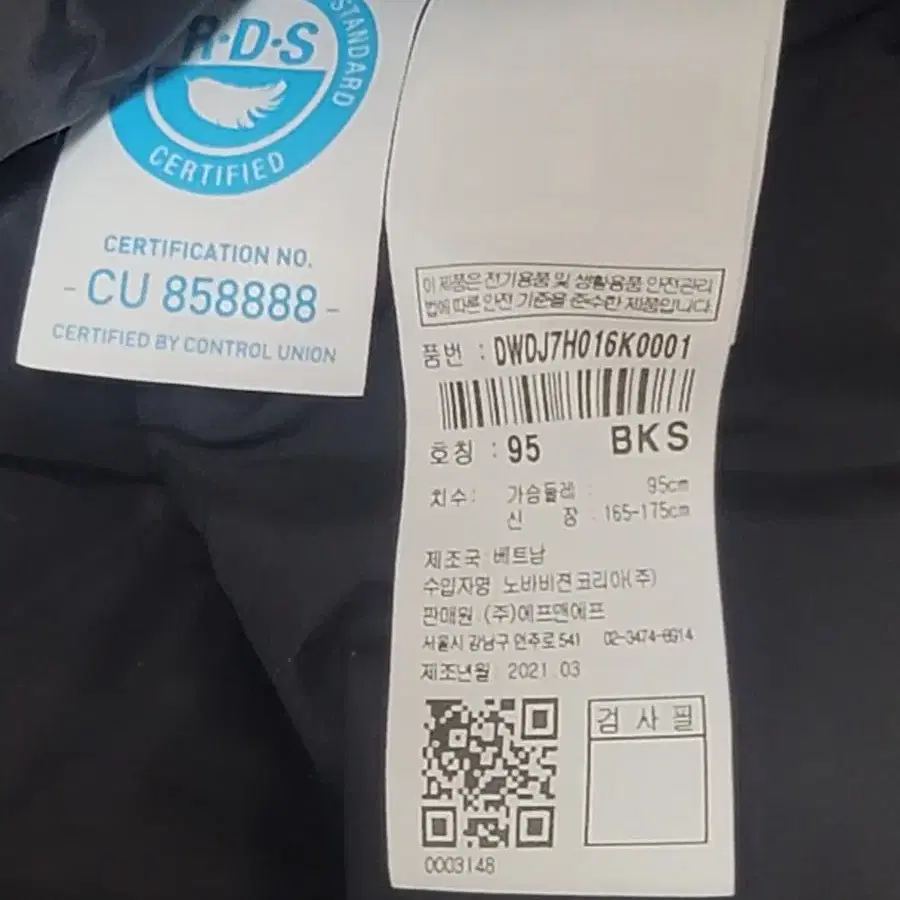 R·D·S
STANDARD
CERTIFIED
CERTIFICATION NO.
- CU 858888 -
CERTIFIED BY CONTROL UNION
이 제품은 전기용품 및 생활용품 안전관리
법에 따른 안전 기준을 준수한 제품입니다.
품번 : DWDJ7H016K0001
호칭 : 95 BKS
치수: 가슴둘레 : 95cm
신 장 : 165-175cm
제조국 베트남
수입자명 노바비젼코리아(주)
판매원 :(주)에프앤에프
서울시 강남구 언주로 541 02-3474-8614
제조년월 2021.03
검 사 필
0003148